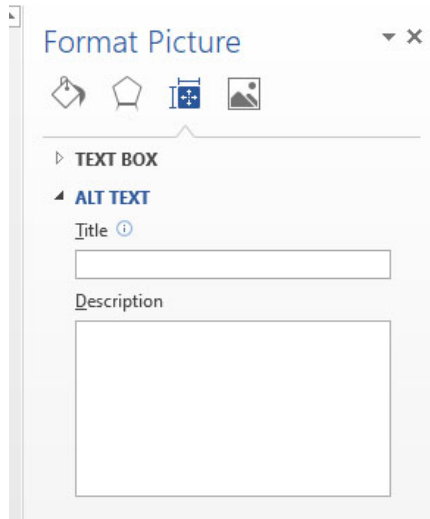 Format Picture
TEXT BOX
ALT TEXT
Title
Description